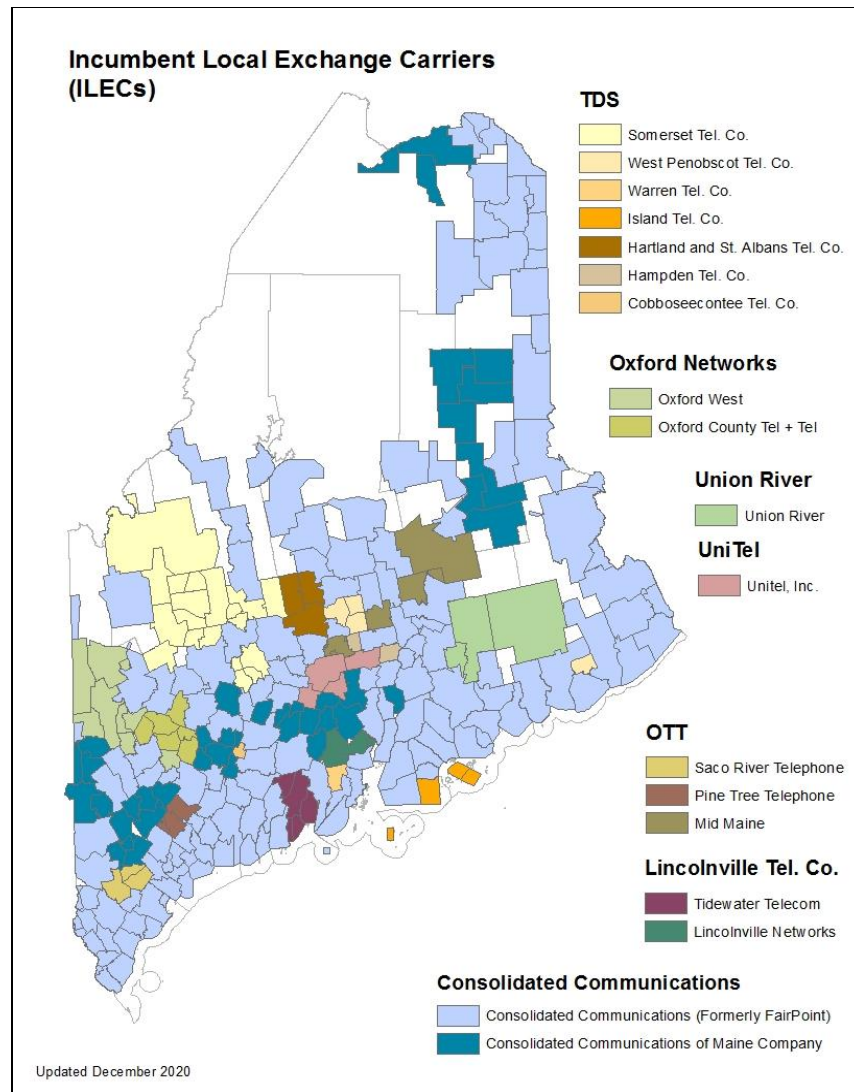 Incumbent Local Exchange Carriers
(ILECs)
TDS
Somerset Tel. Co.
West Penobscot Tel. Co.
Warren Tel. Co.
Island Tel. Co.
Hartland and St. Albans Tel. Co.
Hampden Tel. Co.
Cobboseecontee Tel. Co.
Oxford Networks
Oxford West
Oxford County Tel + Tel
Union River
Union River
UniTel
Unitel, Inc.
OTT
Saco River Telephone
Pine Tree Telephone
Mid Maine
Lincolnville Tel. Co.
Tidewater Telecom
Lincolnville Networks
Consolidated Communications
Consolidated Communications (Formerly FairPoint)
Consolidated Communications of Maine Company
Updated December 2020